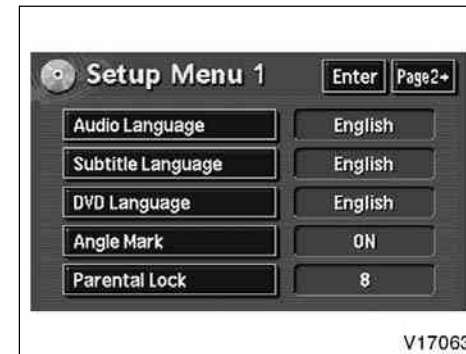 Setup Menu 1 Enter Page2→
Audio Language English
Subtitle Language English
DVD Language English
Angle Mark ON
Parental Lock 8
V17063